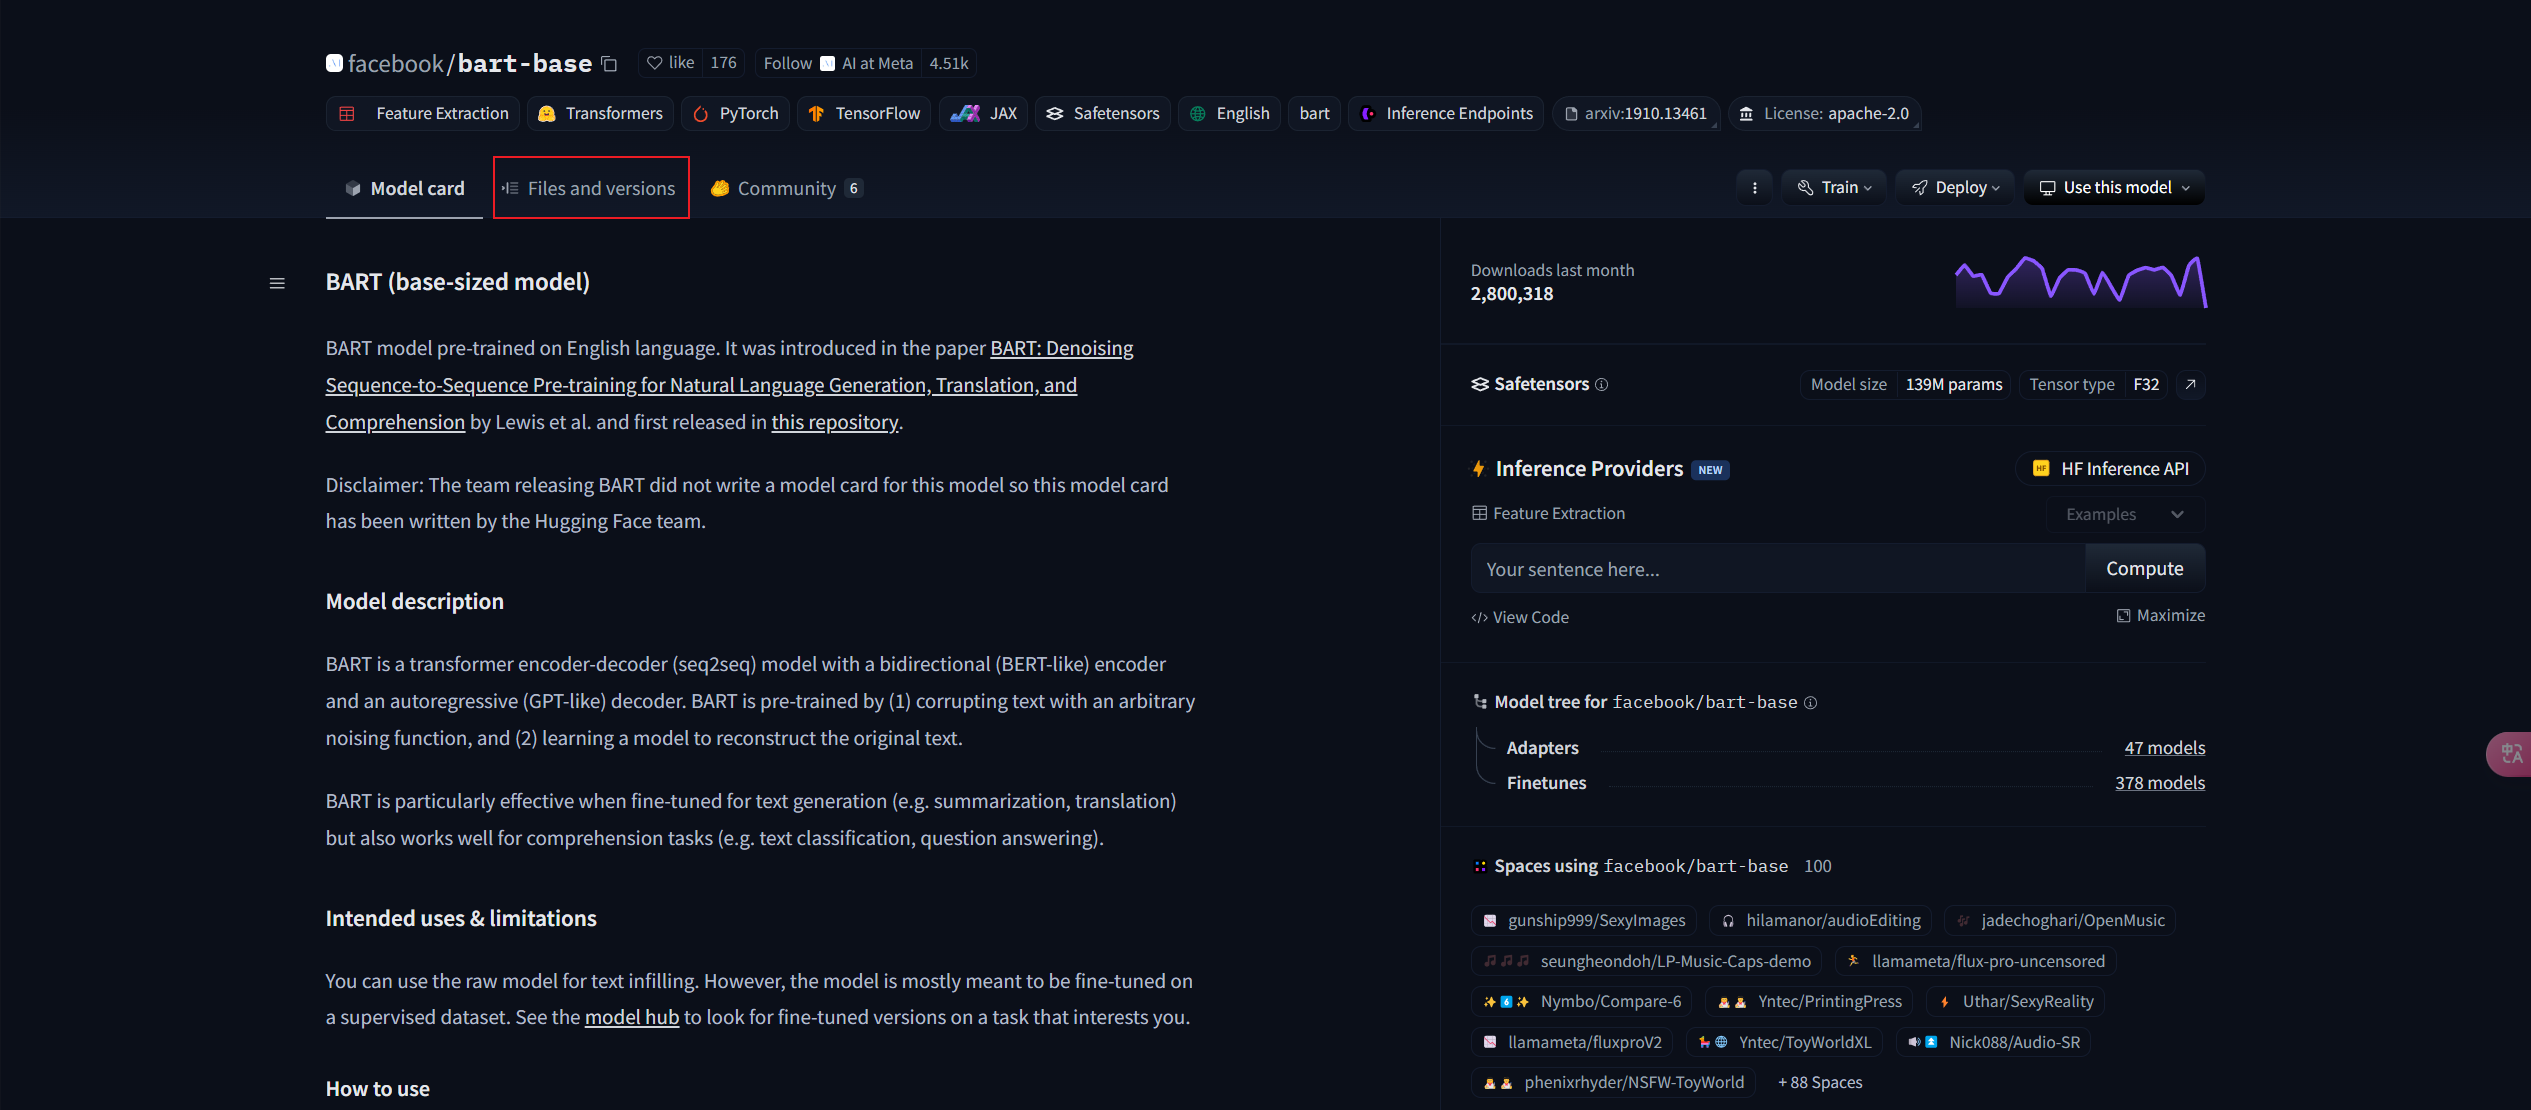 facebook/bart-base like 176 Follow AI at Meta 4.51k
Feature Extraction Transformers PyTorch TensorFlow JAX Safetensors English bart Inference Endpoints arxiv:1910.13461 License: apache-2.0
Model card Files and versions Community 6 Train Deploy Use this model
BART (base-sized model)
BART model pre-trained on English language. It was introduced in the paper BART: Denoising
Sequence-to-Sequence Pre-training for Natural Language Generation, Translation, and
Comprehension by Lewis et al. and first released in this repository.
Disclaimer: The team releasing BART did not write a model card for this model so this model card
has been written by the Hugging Face team.
Model description
BART is a transformer encoder-decoder (seq2seq) model with a bidirectional (BERT-like) encoder
and an autoregressive (GPT-like) decoder. BART is pre-trained by (1) corrupting text with an arbitrary
noising function, and (2) learning a model to reconstruct the original text.
BART is particularly effective when fine-tuned for text generation (e.g. summarization, translation)
but also works well for comprehension tasks (e.g. text classification, question answering).
Intended uses & limitations
You can use the raw model for text infilling. However, the model is mostly meant to be fine-tuned on
a supervised dataset. See the model hub to look for fine-tuned versions on a task that interests you.
How to use
Downloads last month
2,800,318
Safetensors Model size 139M params Tensor type F32
Inference Providers NEW HF HF Inference API
Feature Extraction Examples
Your sentence here... Compute
</> View Code Maximize
Model tree for facebook/bart-base
Adapters 47 models
Finetunes 378 models
Spaces using facebook/bart-base 100
gunship999/SexyImages hilamanor/audioEditing jadechoghari/OpenMusic
seungheondoh/LP-Music-Caps-demo llamameta/flux-pro-uncensored
6 Nymbo/Compare-6 Yntec/PrintingPress Uthar/SexyReality
llamameta/fluxproV2 Yntec/ToyWorldXL Nick088/Audio-SR
phenixrhyder/NSFW-ToyWorld + 88 Spaces
中A